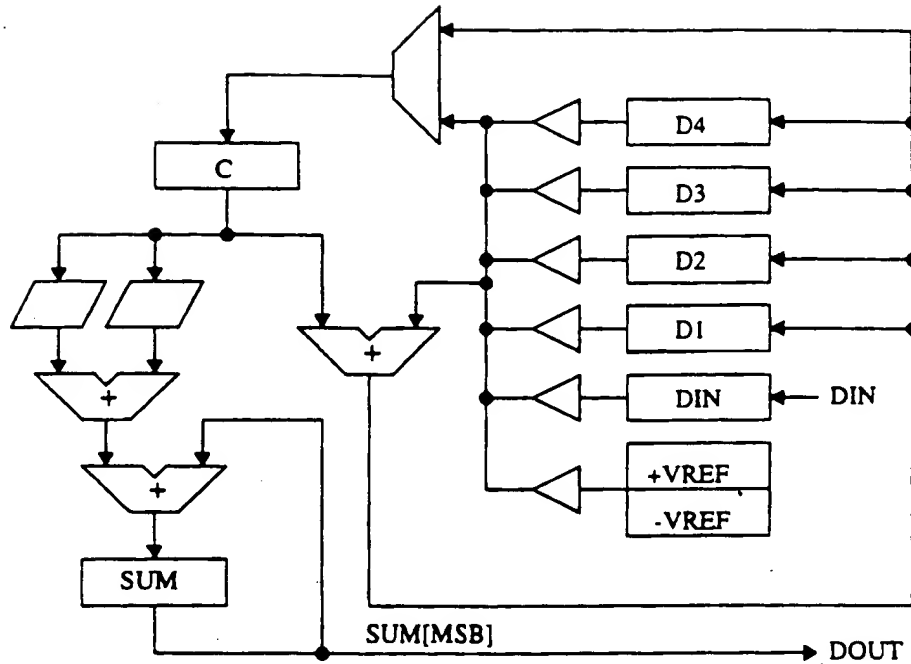 D4
C
D3
D2
D1
+
+
DIN
DIN
+
+VREF
-VREF
SUM
SUM[MSB]
DOUT